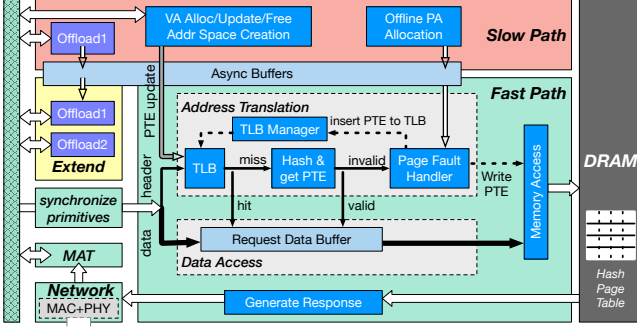 VA Alloc/Update/Free
Addr Space Creation
Offline PA
Allocation
Slow Path
Offload1
Async Buffers
Fast Path
PTE update
Address Translation
Offload1
Offload2
Extend
TLB Manager
insert PTE to TLB
TLB
miss
Hash &
get PTE
invalid
Page Fault
Handler
Write
PTE
Memory Access
DRAM
header
synchronize
primitives
hit
valid
data
Request Data Buffer
Data Access
MAT
Network
MAC+PHY
Generate Response
Hash
Page
Table